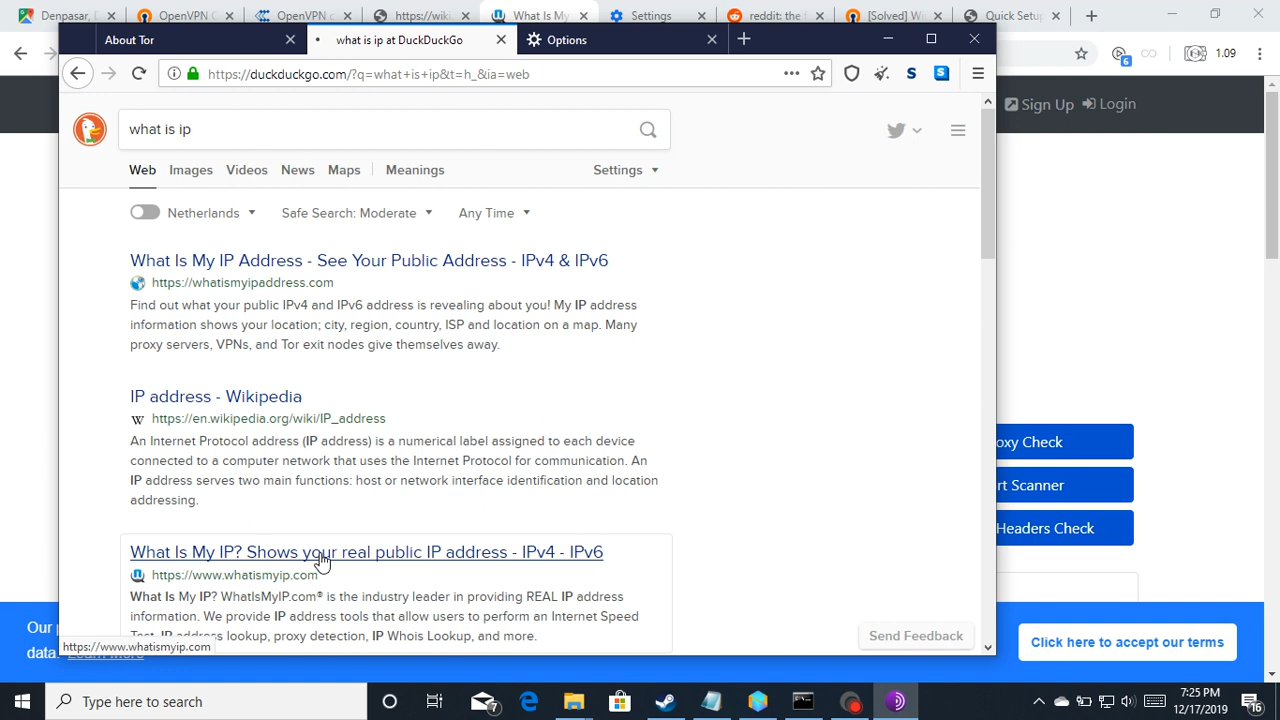 Denpasar,
OpenVPN C
OpenVPN.c
https://wiki.
What Is My
Settings
reddit: the f
[Solved] Wi
Quick Setu
About Tor
what is ip at DuckDuckGo
Options
1.09
6
https://duckduckgo.com/?q=what+is+ip&t=h_&ia=web
Sign Up
Login
what is ip
Web
Images
Videos
News
Maps
Meanings
Settings
Netherlands
Safe Search: Moderate
Any Time
What Is My IP Address - See Your Public Address - IPv4 & IPv6
https://whatismyipaddress.com
Find out what your public IPv4 and IPv6 address is revealing about you! My IP address
information shows your location; city, region, country, ISP and location on a map. Many
proxy servers, VPNs, and Tor exit nodes give themselves away.
IP address - Wikipedia
W https://en.wikipedia.org/wiki/IP_address
An Internet Protocol address (IP address) is a numerical label assigned to each device
connected to a computer network that uses the Internet Protocol for communication. An
IP address serves two main functions: host or network interface identification and location
addressing.
oxy Check
rt Scanner
Headers Check
What Is My IP? Shows your real public IP address - IPv4 - IPv6
https://www.whatismyip.com
What Is My IP? WhatIsMyIP.com® is the industry leader in providing REAL IP address
information. We provide IP address tools that allow users to perform an Internet Speed
Test, IP address lookup, proxy detection, IP Whois Lookup, and more.
Send Feedback
https://www.whatismyip.com
Our p
data. Learn More
Click here to accept our terms
Type here to search
7
7:25 PM
12/17/2019
16